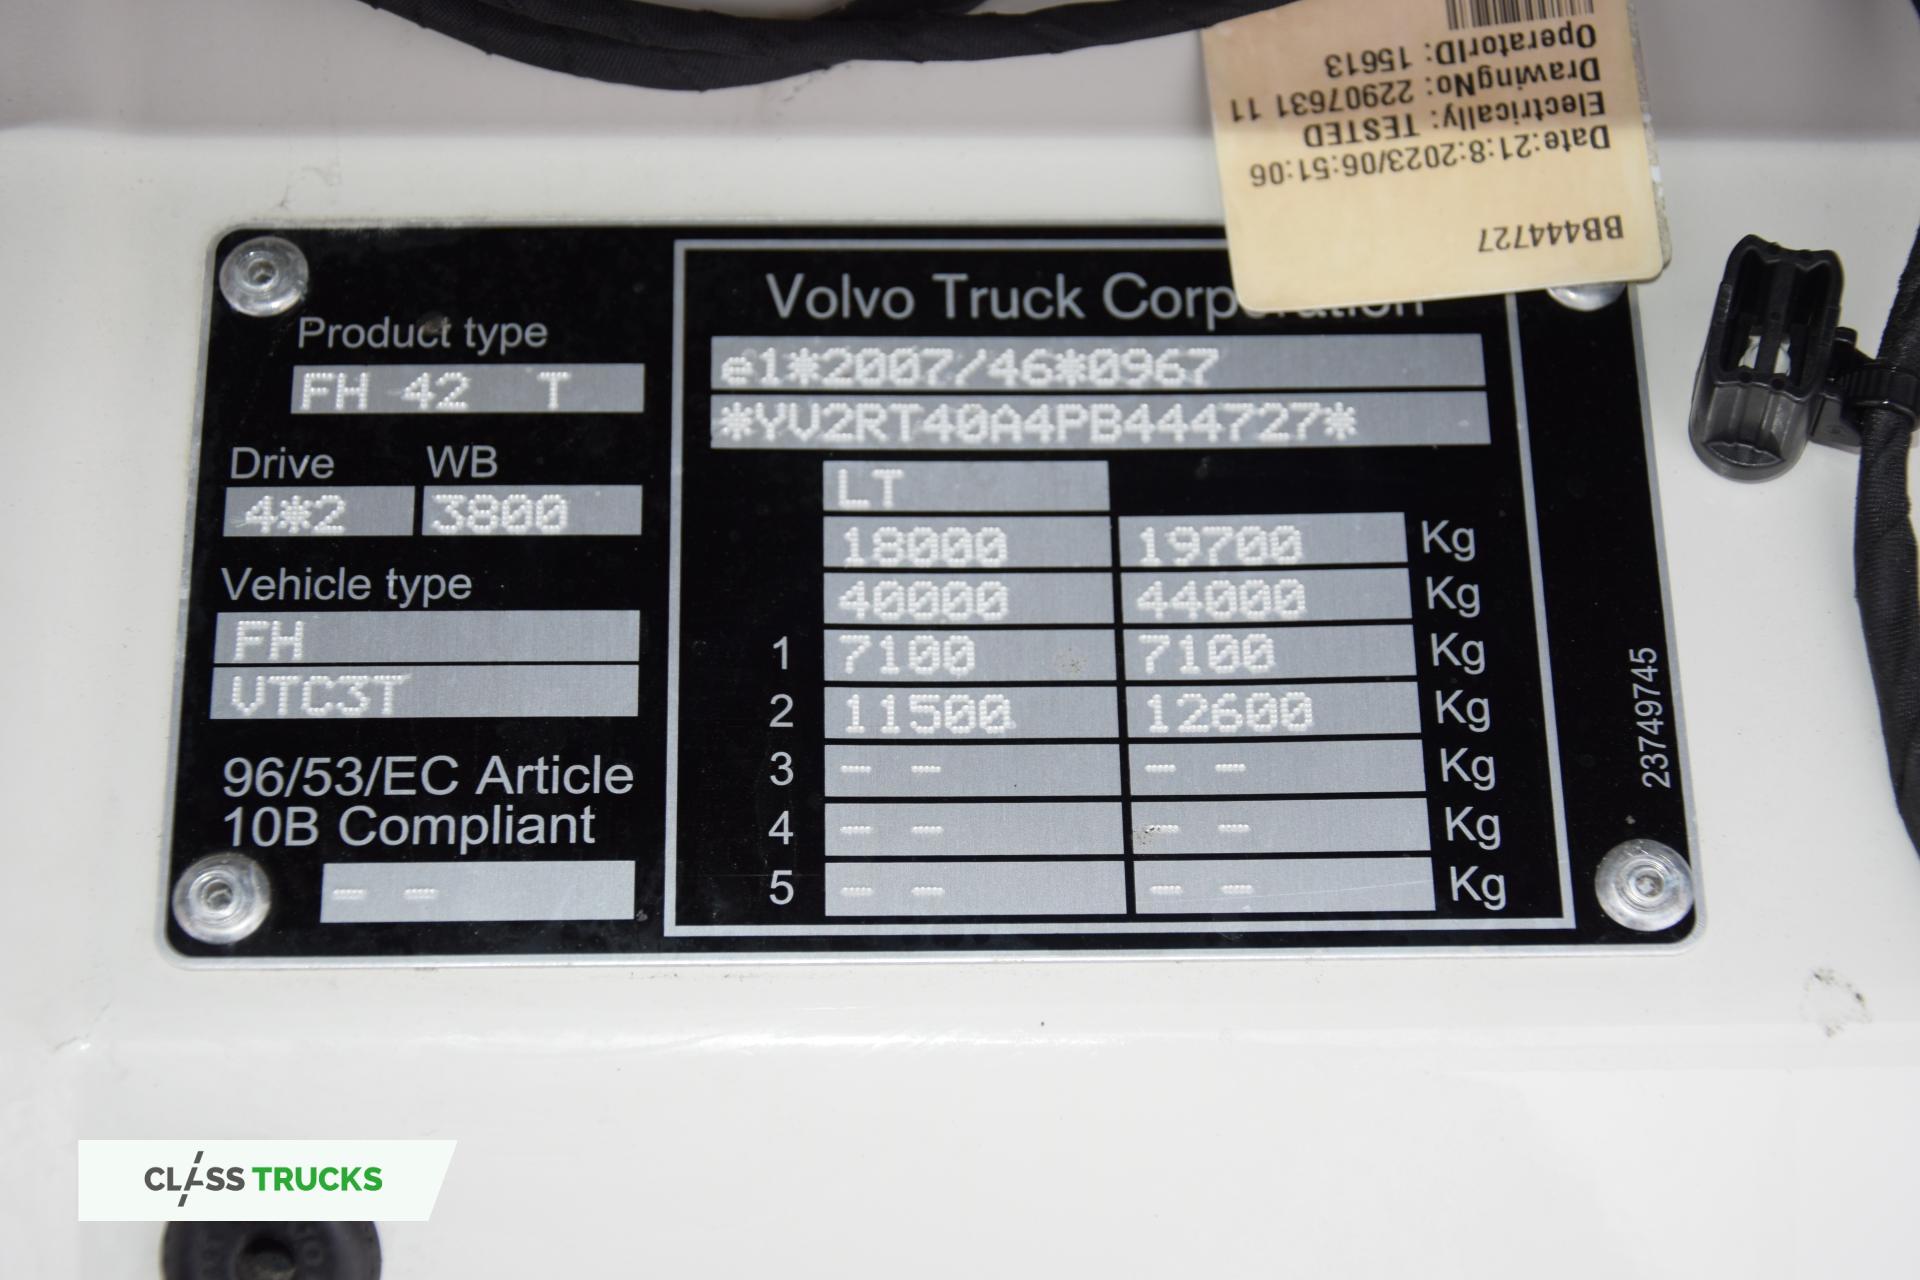 OperatorID: 15613
DrawingNo: 22907631 11
Electrically: TESTED
Date:21:8:2023/06:51:06
BB444727
Volvo Truck Corporation
Product type
FH 42 T
e1*2007/46*0967
*YV2RT40A4PB444727*
Drive WB
4*2 3800
LT
18000 19700 Kg
Vehicle type
40000 44000 Kg
FH
1 7100 7100 Kg
VTC3T
2 11500 12600 Kg
96/53/EC Article
10B Compliant
3 - - - - Kg
4 - - - - Kg
- -
5 - - - - Kg
23749745
CLASS TRUCKS